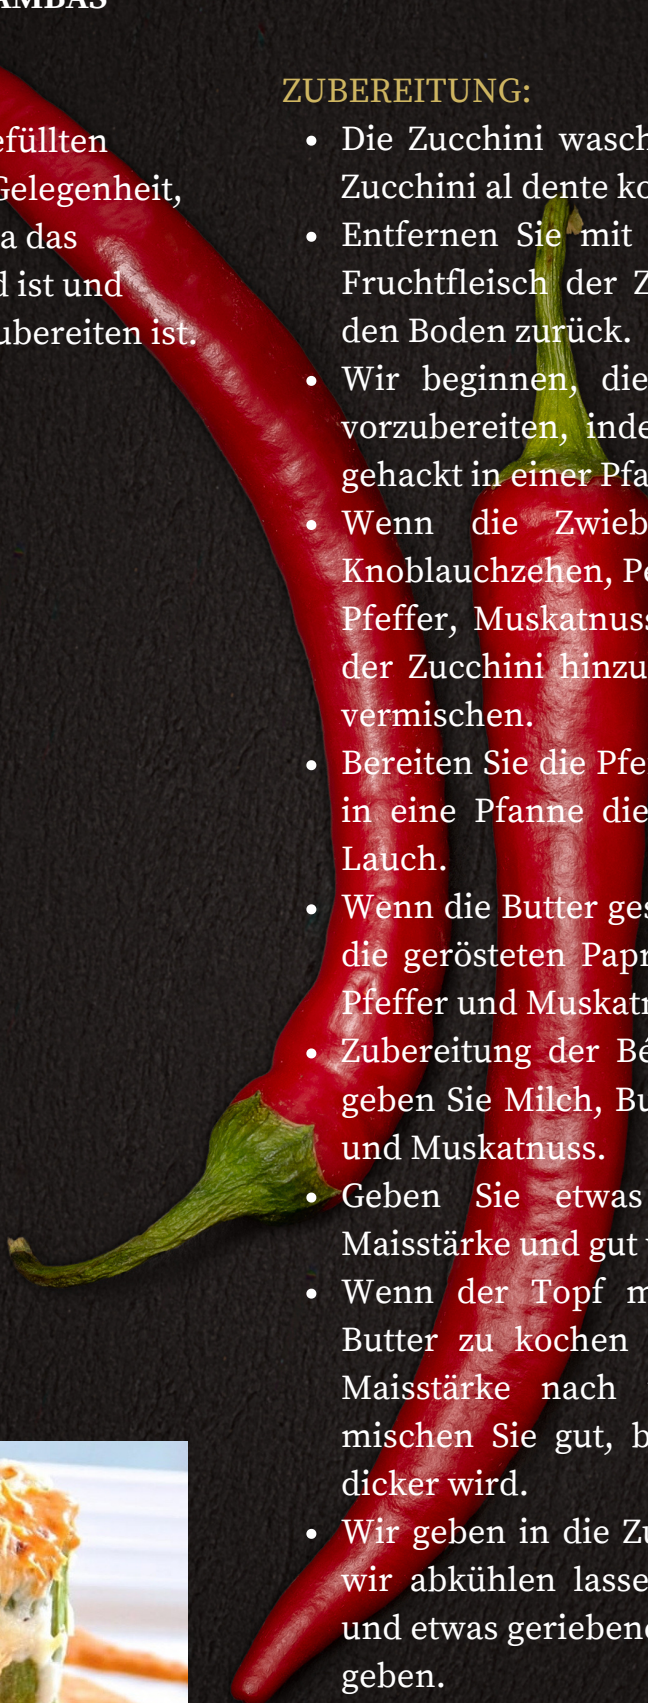 AMBAS
efüllten
Gelegenheit,
a das
d ist und
ubereiten ist.
ZUBEREITUNG:
• Die Zucchini wasch
Zucchini al dente ko
• Entfernen Sie mit
Fruchtfleisch der Z
den Boden zurück.
• Wir beginnen, die
vorzubereiten, inde
gehackt in einer Pfa
• Wenn die Zwieb
Knoblauchzehen, Pe
Pfeffer, Muskatnuss
der Zucchini hinzu
vermischen.
• Bereiten Sie die Pfe
in eine Pfanne die
Lauch.
• Wenn die Butter ges
die gerösteten Papr
Pfeffer und Muskatn
• Zubereitung der Bé
geben Sie Milch, Bu
und Muskatnuss.
• Geben Sie etwas
Maisstärke und gut v
• Wenn der Topf m
Butter zu kochen
Maisstärke nach
mischen Sie gut, b
dicker wird.
• Wir geben in die Zu
wir abkühlen lasse
und etwas geriebene
geben.